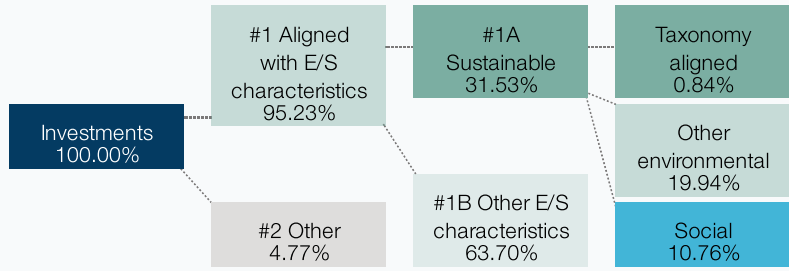 Investments
100.00%
#1 Aligned
with E/S
characteristics
95.23%
#2 Other
4.77%
#1A
Sustainable
31.53%
#1B Other E/S
characteristics
63.70%
Taxonomy
aligned
0.84%
Other
environmental
19.94%
Social
10.76%